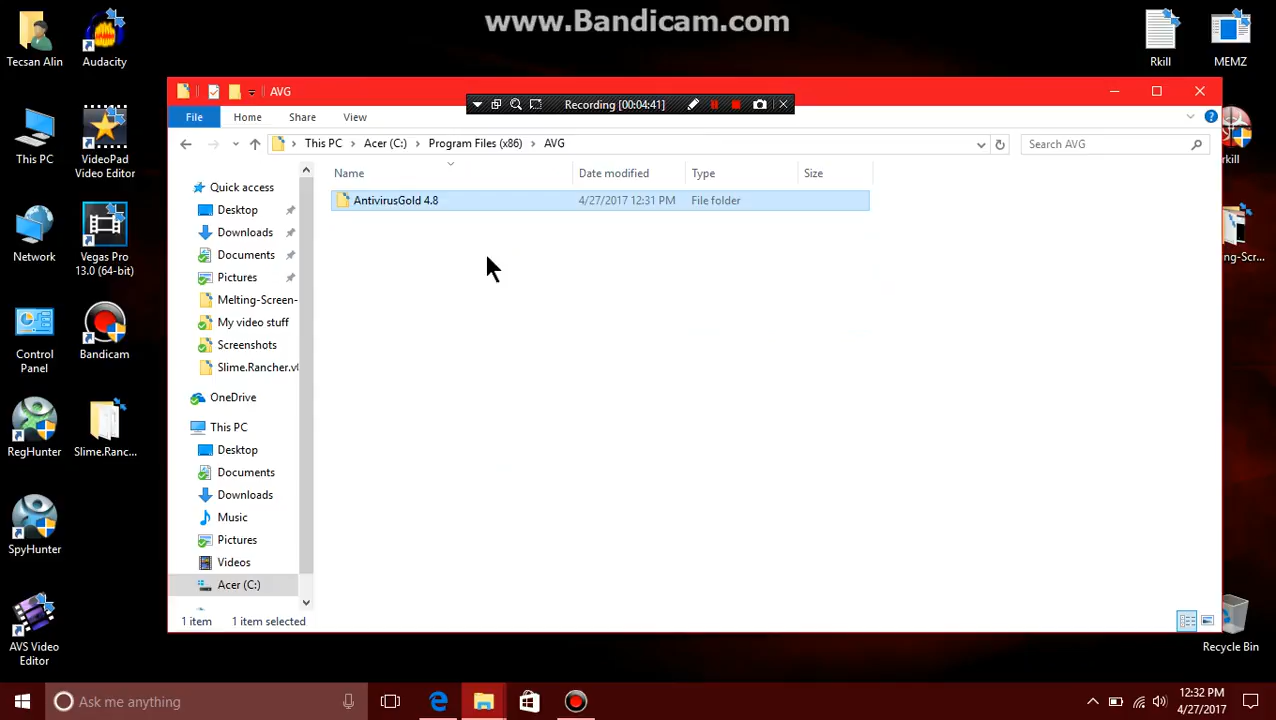 www.Bandicam.com
Tecsan Alin
Audacity
Rkill
MEMZ
AVG
Recording [00:04:41]
File
Home
Share
View
This PC
VideoPad
Video Editor
rkill
This PC > Acer (C:) > Program Files (x86) > AVG
Search AVG
Name
Date modified
Type
Size
AntivirusGold 4.8
4/27/2017 12:31 PM
File folder
Quick access
Desktop
Downloads
Documents
Pictures
Melting-Screen-
My video stuff
Screenshots
Slime.Rancher.v
OneDrive
This PC
Desktop
Documents
Downloads
Music
Pictures
Videos
Acer (C:)
Network
Vegas Pro
13.0 (64-bit)
ng-Scr...
Control
Panel
Bandicam
RegHunter
Slime.Ranc...
SpyHunter
AVS Video
Editor
1 item
1 item selected
Recycle Bin
Ask me anything
12:32 PM
4/27/2017